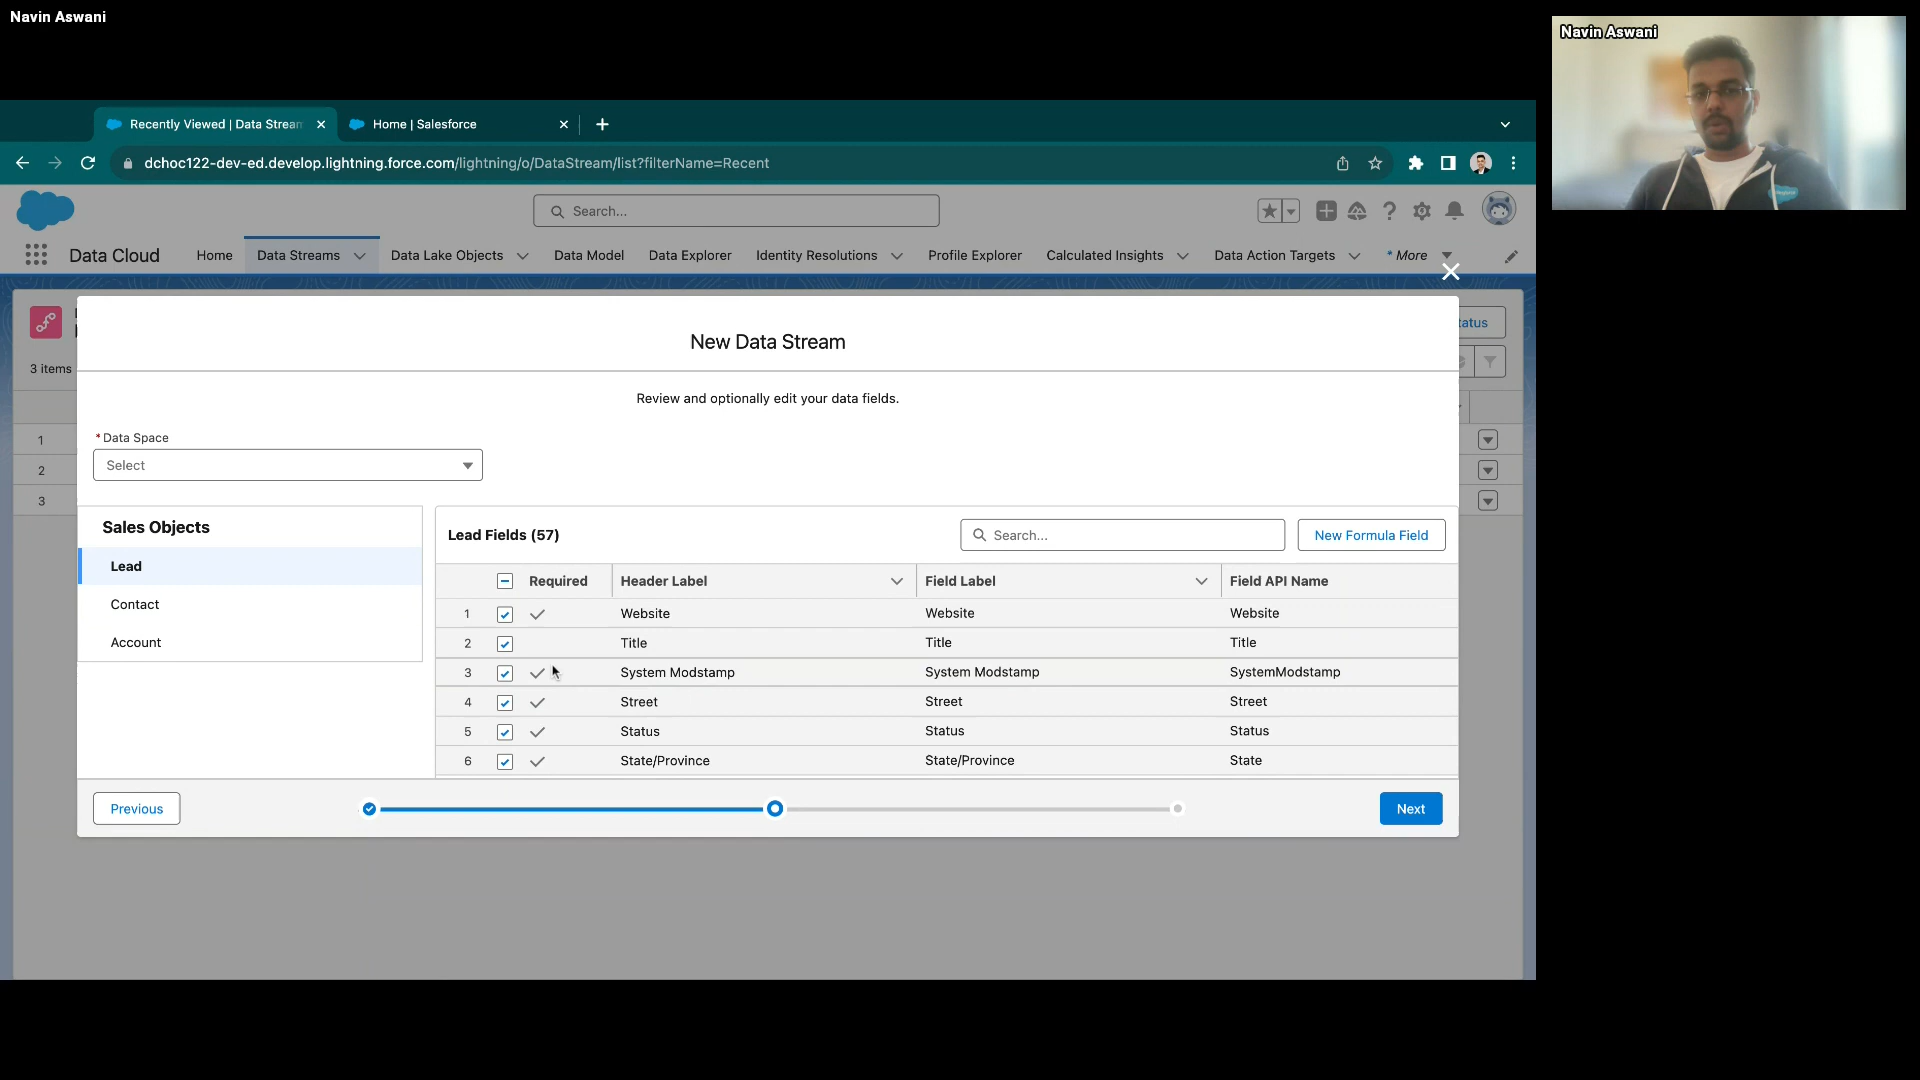 Navin Aswani
Navin Aswani
Recently Viewed | Data Stream
Home | Salesforce
dchoc122-dev-ed.develop.lightning.force.com/lightning/o/DataStream/list?filterName=Recent
Search...
Data Cloud
Home
Data Streams
Data Lake Objects
Data Model
Data Explorer
Identity Resolutions
Profile Explorer
Calculated Insights
Data Action Targets
* More
tatus
3 items
New Data Stream
Review and optionally edit your data fields.
* Data Space
Select
Sales Objects
Lead
Contact
Account
Lead Fields (57)
Search...
New Formula Field
Required Header Label Field Label Field API Name
1 Website Website Website
2 Title Title Title
3 System Modstamp System Modstamp SystemModstamp
4 Street Street Street
5 Status Status Status
6 State/Province State/Province State
1
2
3
Previous
Next